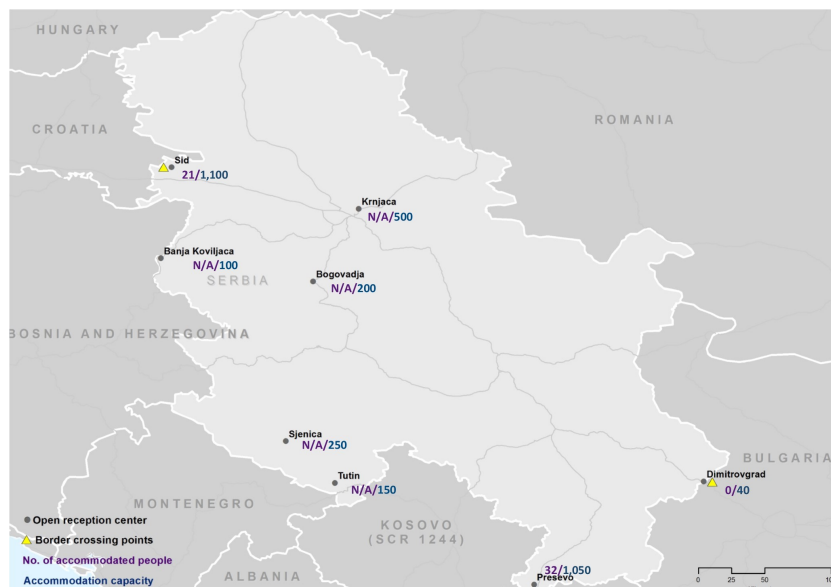 HUNGARY
CROATIA
ROMANIA
Sid
21/1,100
Krnjaca
N/A/500
Banja Koviljaca
N/A/100
SERBIA
Bogovadja
N/A/200
BOSNIA AND HERZEGOVINA
Sjenica
N/A/250
Tutin
N/A/150
BULGARIA
Dimitrovgrad
0/40
MONTENEGRO
KOSOVO
(SCR 1244)
ALBANIA
32/1,050
Presevo
Open reception center
Border crossing points
No. of accommodated people
Accommodation capacity
0 25 50